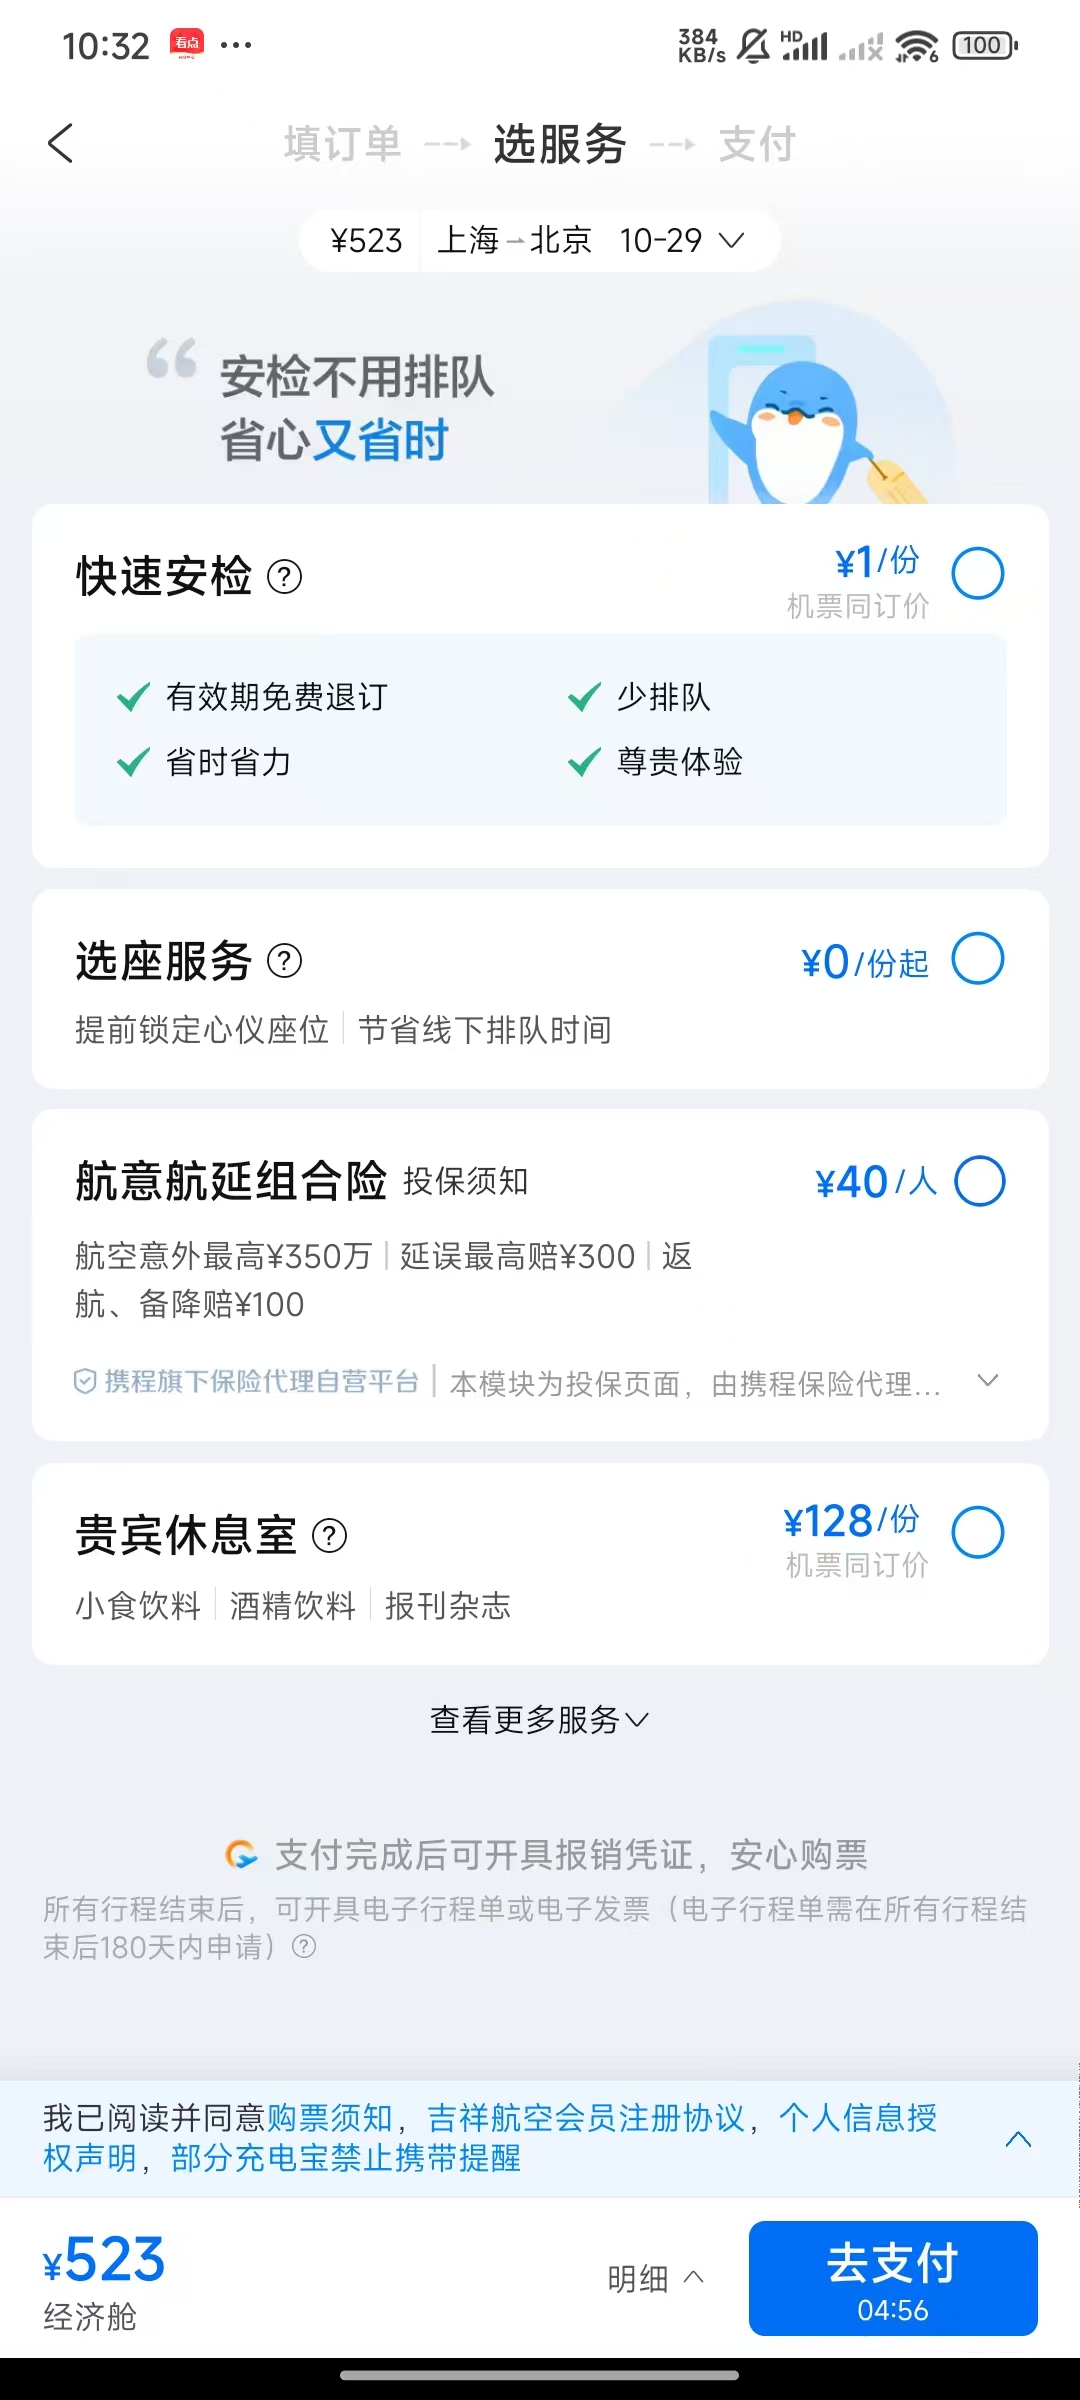 10:32 看点 ... 384 KB/s HD 6 100
填订单 选服务 支付
¥523 上海 北京 10-29
“ 安检不用排队
省心又省时
快速安检 ? ¥1/份
机票同订价
有效期免费退订 少排队
省时省力 尊贵体验
选座服务 ? ¥0/份起
提前锁定心仪座位 节省线下排队时间
航意航延组合险 投保须知 ¥40/人
航空意外最高¥350万 延误最高赔¥300 返
航、备降赔¥100
携程旗下保险代理自营平台 本模块为投保页面，由携程保险代理...
贵宾休息室 ? ¥128/份
机票同订价
小食饮料 酒精饮料 报刊杂志
查看更多服务
支付完成后可开具报销凭证，安心购票
所有行程结束后，可开具电子行程单或电子发票（电子行程单需在所有行程结
束后180天内申请） ?
我已阅读并同意购票须知，吉祥航空会员注册协议，个人信息授
权声明，部分充电宝禁止携带提醒
¥523
经济舱
明细
去支付
04:56